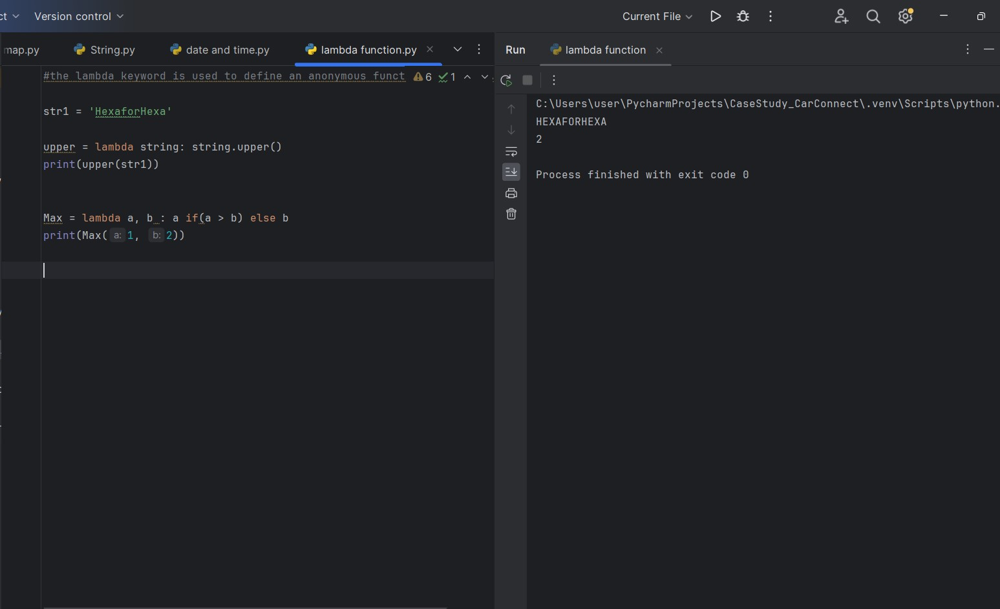 ct Version control Current File
map.py String.py date and time.py lambda function.py
Run lambda function
#the lambda keyword is used to define an anonymous funct 6 1
str1 = 'HexaforHexa'
upper = lambda string: string.upper()
print(upper(str1))
Max = lambda a, b : a if(a > b) else b
print(Max( a: 1, b: 2))
C:\Users\user\PycharmProjects\CaseStudy_CarConnect\.venv\Scripts\python.
HEXAFORHEXA
2
Process finished with exit code 0